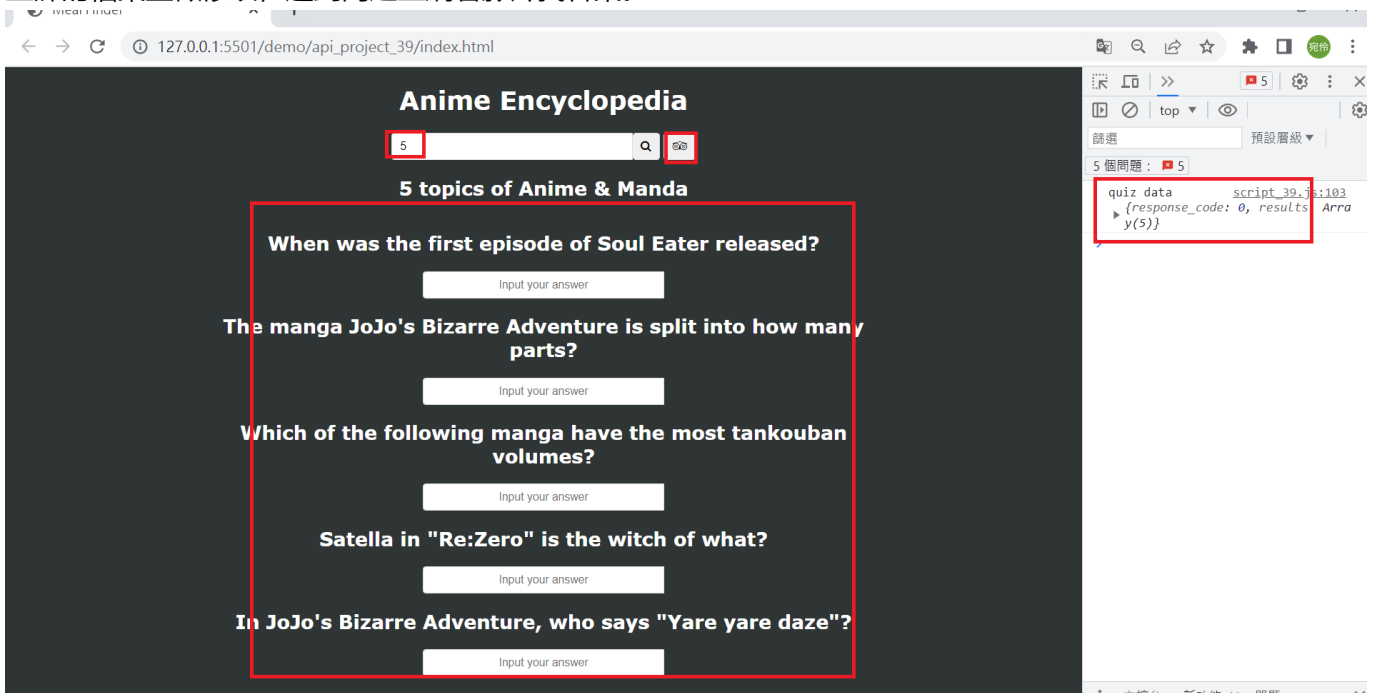 Meal Finder
127.0.0.1:5501/demo/api_project_39/index.html
宛伶
Anime Encyclopedia
5
5 topics of Anime & Manda
When was the first episode of Soul Eater released?
Input your answer
The manga JoJo's Bizarre Adventure is split into how many
parts?
Input your answer
Which of the following manga have the most tankouban
volumes?
Input your answer
Satella in "Re:Zero" is the witch of what?
Input your answer
In JoJo's Bizarre Adventure, who says "Yare yare daze"?
Input your answer
5
top
篩選
預設層級
5 個問題： 5
quiz data script_39.js:103
{response_code: 0, results: Arra
y(5)}